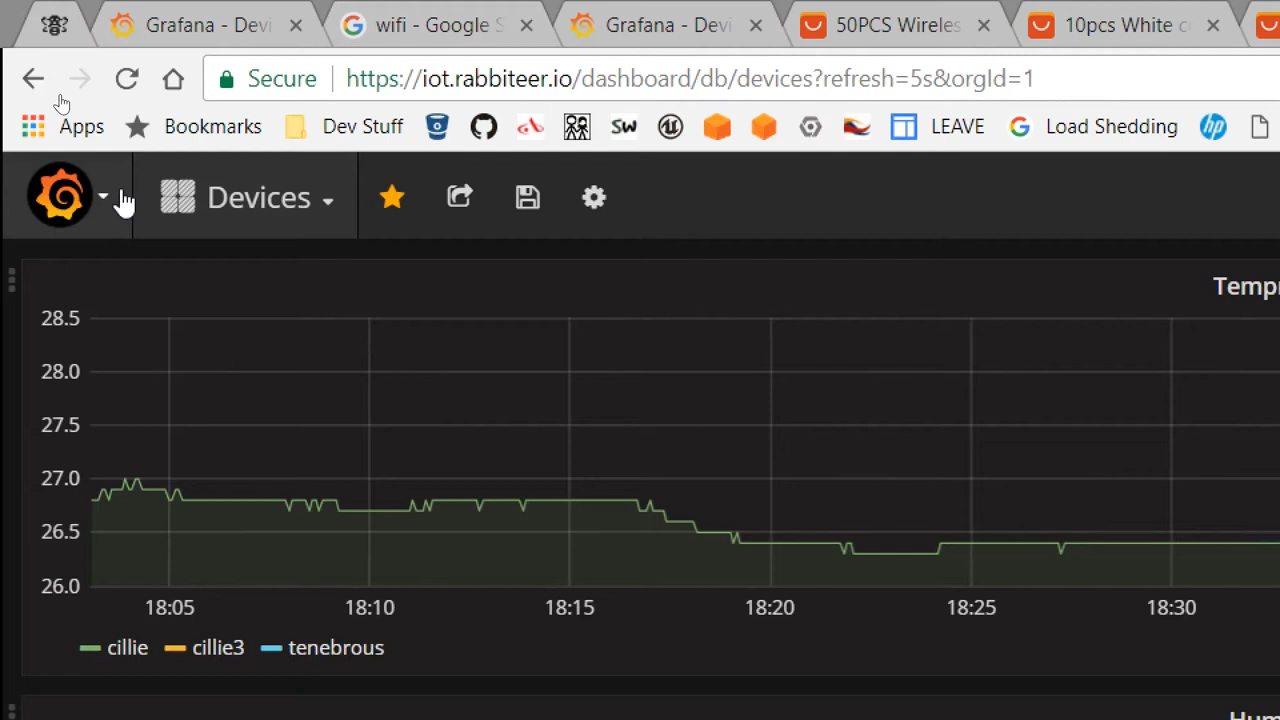 Grafana - Devi
wifi - Google S
Grafana - Devi
50PCS Wireles
10pcs White c
Secure
https://iot.rabbiteer.io/dashboard/db/devices?refresh=5s&orgId=1
Apps
Bookmarks
Dev Stuff
SW
LEAVE
Load Shedding
hp
Devices
Tempr
28.5
28.0
27.5
27.0
26.5
26.0
18:05
18:10
18:15
18:20
18:25
18:30
cillie
cillie3
tenebrous